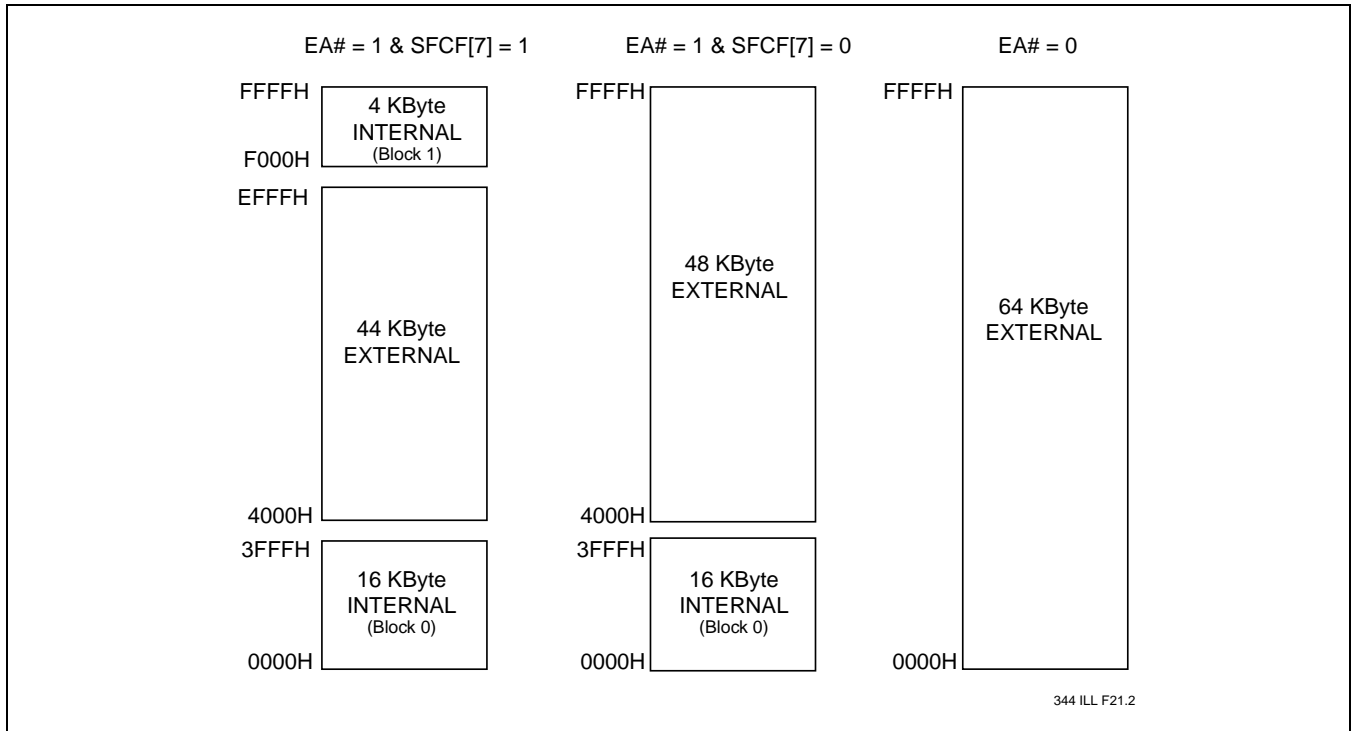 EA# = 1 & SFCF[7] = 1
EA# = 1 & SFCF[7] = 0
EA# = 0
FFFFH
4 KByte
INTERNAL
(Block 1)
F000H
EFFFH
44 KByte
EXTERNAL
4000H
3FFFH
16 KByte
INTERNAL
(Block 0)
0000H
FFFFH
48 KByte
EXTERNAL
4000H
3FFFH
16 KByte
INTERNAL
(Block 0)
0000H
FFFFH
64 KByte
EXTERNAL
0000H
344 ILL F21.2